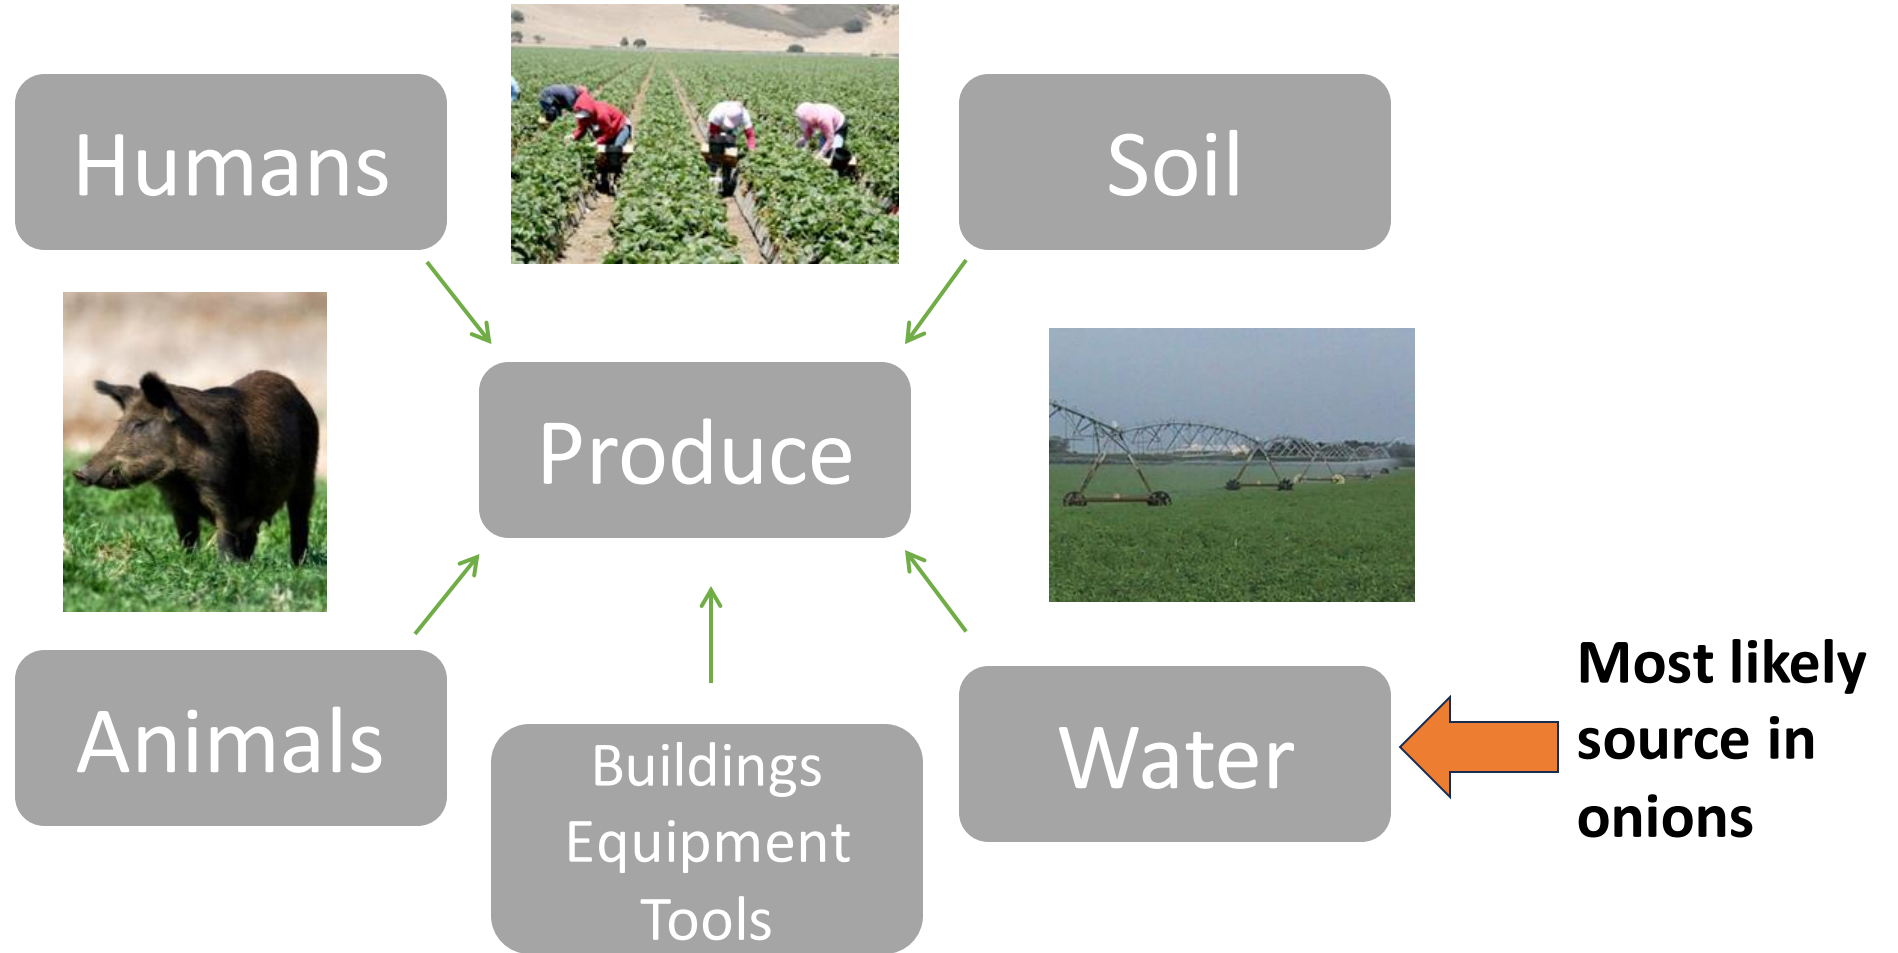 Humans
Soil
Produce
Animals
Buildings
Equipment
Tools
Water
Most likely
source in
onions